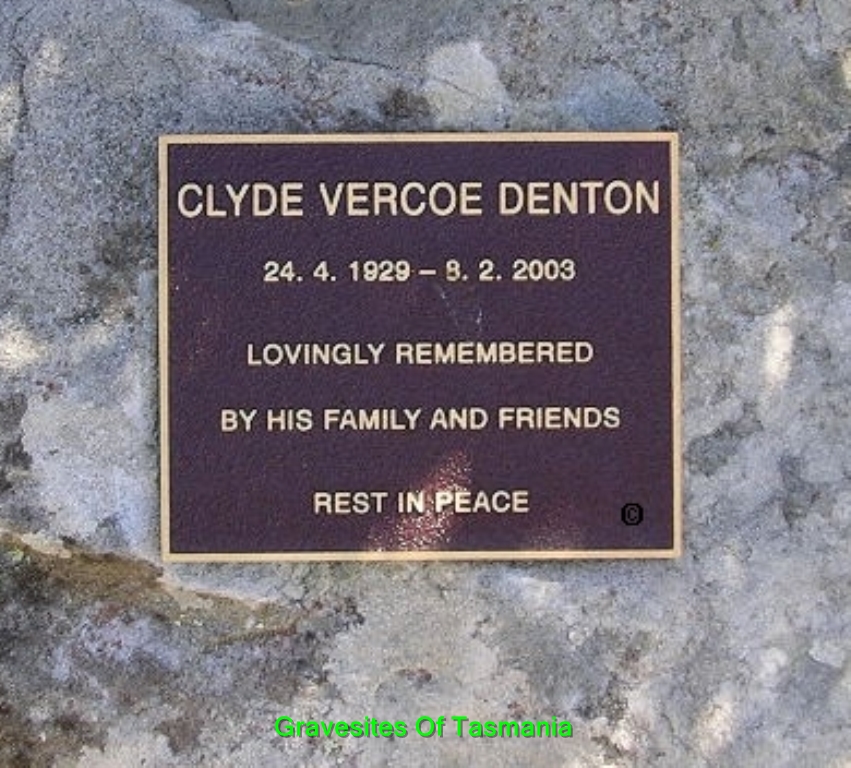 CLYDE VERCOE DENTON
24. 4. 1929 – 8. 2. 2003
LOVINGLY REMEMBERED
BY HIS FAMILY AND FRIENDS
REST IN PEACE
©
Gravesites Of Tasmania